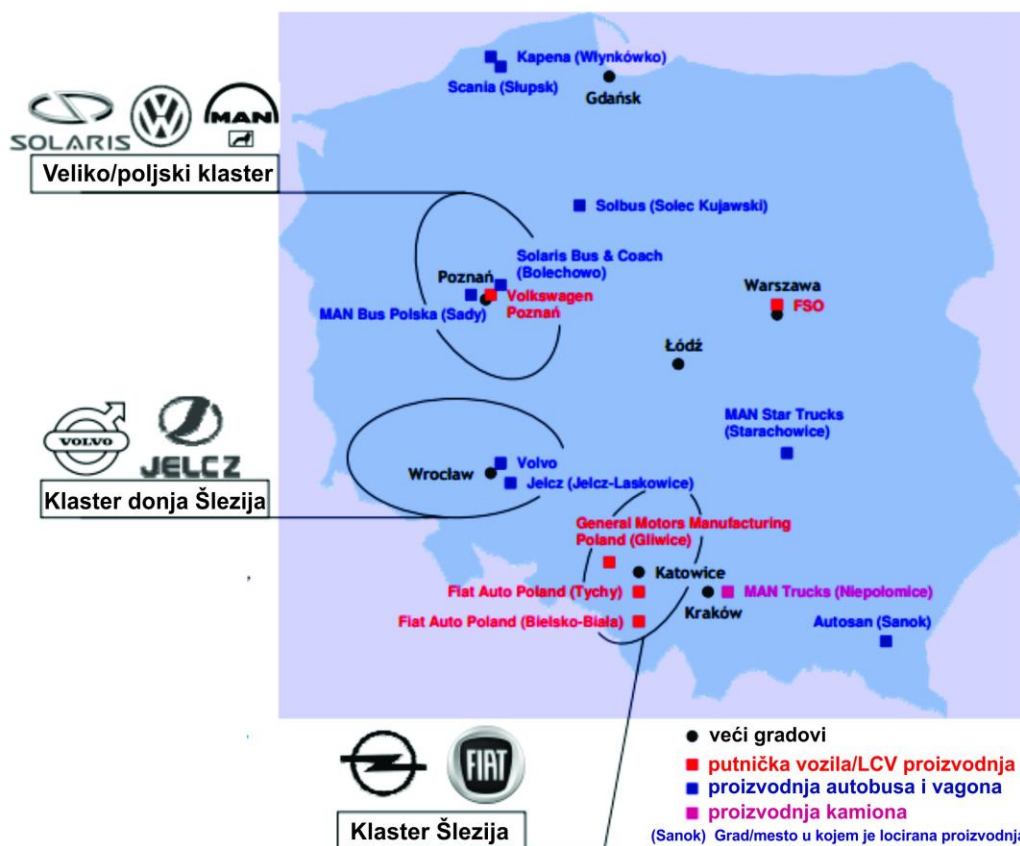 Kapena (Włynkówko)
Scania (Słupsk)
Gdańsk
SOLARIS
MAN
Veliko/poljski klaster
Solbus (Solec Kujawski)
Solaris Bus & Coach
(Bolechowo)
Poznań
Volkswagen
Poznań
MAN Bus Polska (Sady)
Warszawa
FSO
Łódź
MAN Star Trucks
(Starachowice)
VOLVO
JELCZ
Klaster donja Šlezija
Wrocław
Volvo
Jelcz (Jelcz-Laskowice)
General Motors Manufacturing
Poland (Gliwice)
Katowice
Fiat Auto Poland (Tychy)
Kraków
MAN Trucks (Niepołomice)
Fiat Auto Poland (Bielsko-Biała)
Autosan (Sanok)
FIAT
Klaster Šlezija
veći gradovi
putnička vozila/LCV proizvodnja
proizvodnja autobusa i vagona
proizvodnja kamiona
(Sanok) Grad/mesto u kojem je locirana proizvodnja